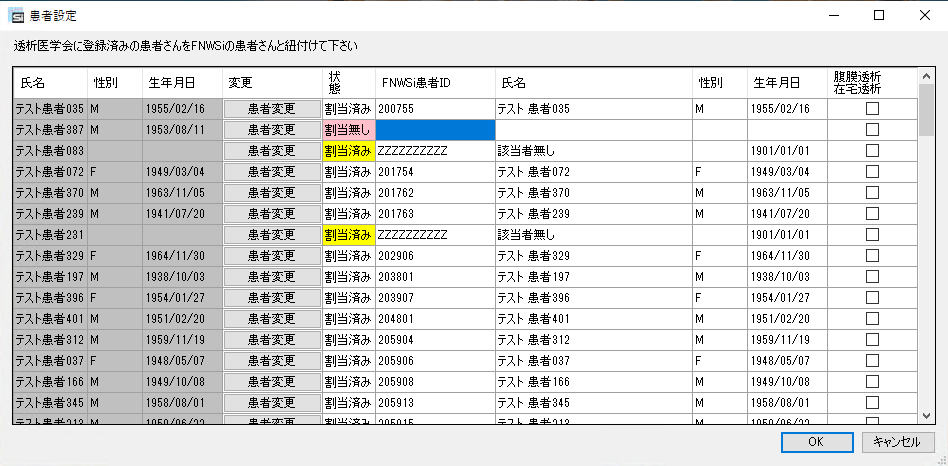 患者設定
透析医学会に登録済みの患者さんをFNWSiの患者さんと紐付けて下さい
氏名 性別 生年月日 変更 状態 FNWSi患者ID 氏名 性別 生年月日 腹膜透析 在宅透析
テスト患者035 M 1955/02/16 患者変更 割当済み 200755 テスト 患者035 M 1955/02/16
テスト患者387 M 1953/08/11 患者変更 割当無し
テスト患者083 患者変更 割当済み ZZZZZZZZZZ 該当者無し 1901/01/01
テスト患者072 F 1949/03/04 患者変更 割当済み 201754 テスト 患者072 F 1949/03/04
テスト患者370 M 1963/11/05 患者変更 割当済み 201762 テスト 患者370 M 1963/11/05
テスト患者239 M 1941/07/20 患者変更 割当済み 201763 テスト 患者239 M 1941/07/20
テスト患者231 患者変更 割当済み ZZZZZZZZZZ 該当者無し 1901/01/01
テスト患者329 F 1964/11/30 患者変更 割当済み 202906 テスト 患者329 F 1964/11/30
テスト患者197 M 1938/10/03 患者変更 割当済み 203801 テスト 患者197 M 1938/10/03
テスト患者396 F 1954/01/27 患者変更 割当済み 203907 テスト 患者396 F 1954/01/27
テスト患者401 M 1951/02/20 患者変更 割当済み 204801 テスト 患者401 M 1951/02/20
テスト患者312 M 1959/11/19 患者変更 割当済み 205904 テスト 患者312 M 1959/11/19
テスト患者037 F 1948/05/07 患者変更 割当済み 205906 テスト 患者037 F 1948/05/07
テスト患者166 M 1949/10/08 患者変更 割当済み 205908 テスト 患者166 M 1949/10/08
テスト患者345 M 1958/08/01 患者変更 割当済み 205913 テスト 患者345 M 1958/08/01
OK キャンセル